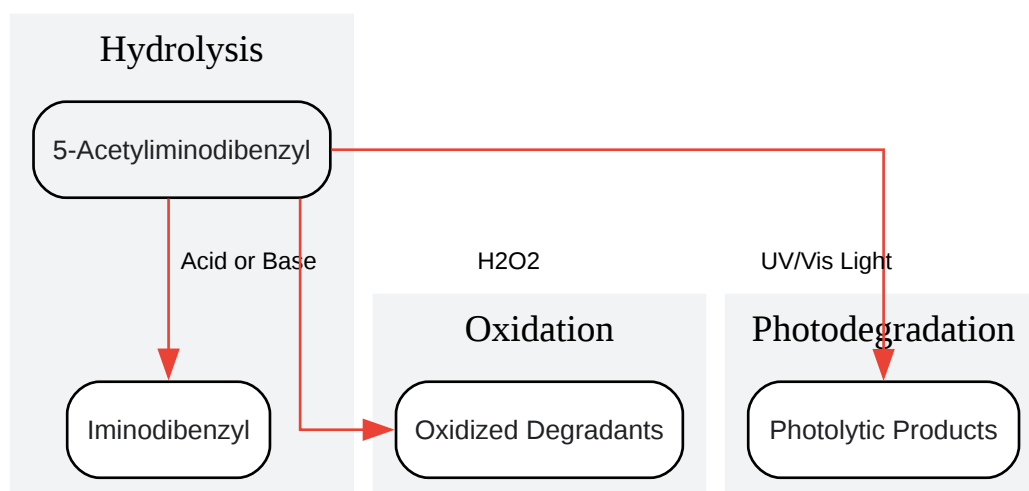 Hydrolysis
5-Acetyliminodibenzyl
Acid or Base
H2O2
UV/Vis Light
Oxidation
Photodegradation
Iminodibenzyl
Oxidized Degradants
Photolytic Products